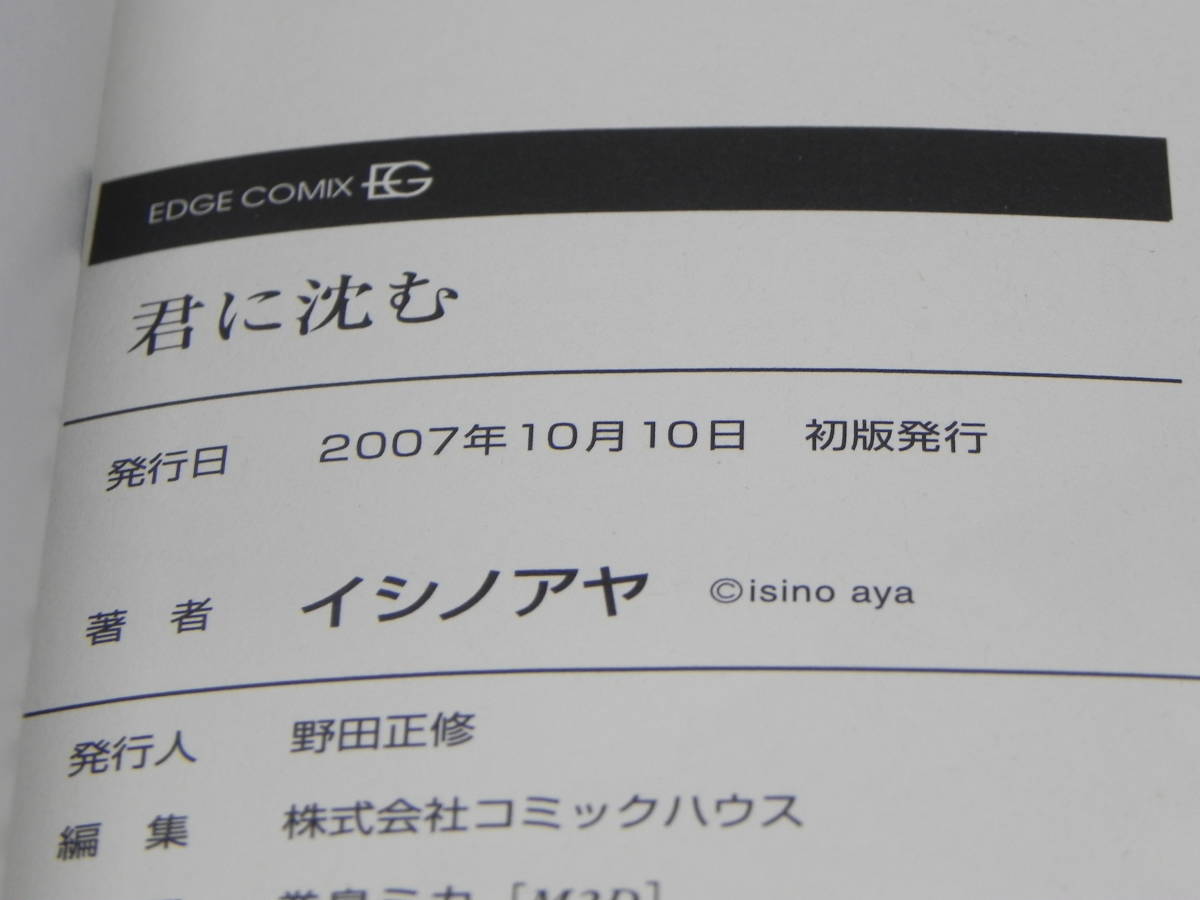 EDGE COMIX EG
君に沈む
発行日 2007年10月10日 初版発行
著者 イシノアヤ ©isino aya
発行人 野田正修
編集 株式会社コミックハウス
[M2D]